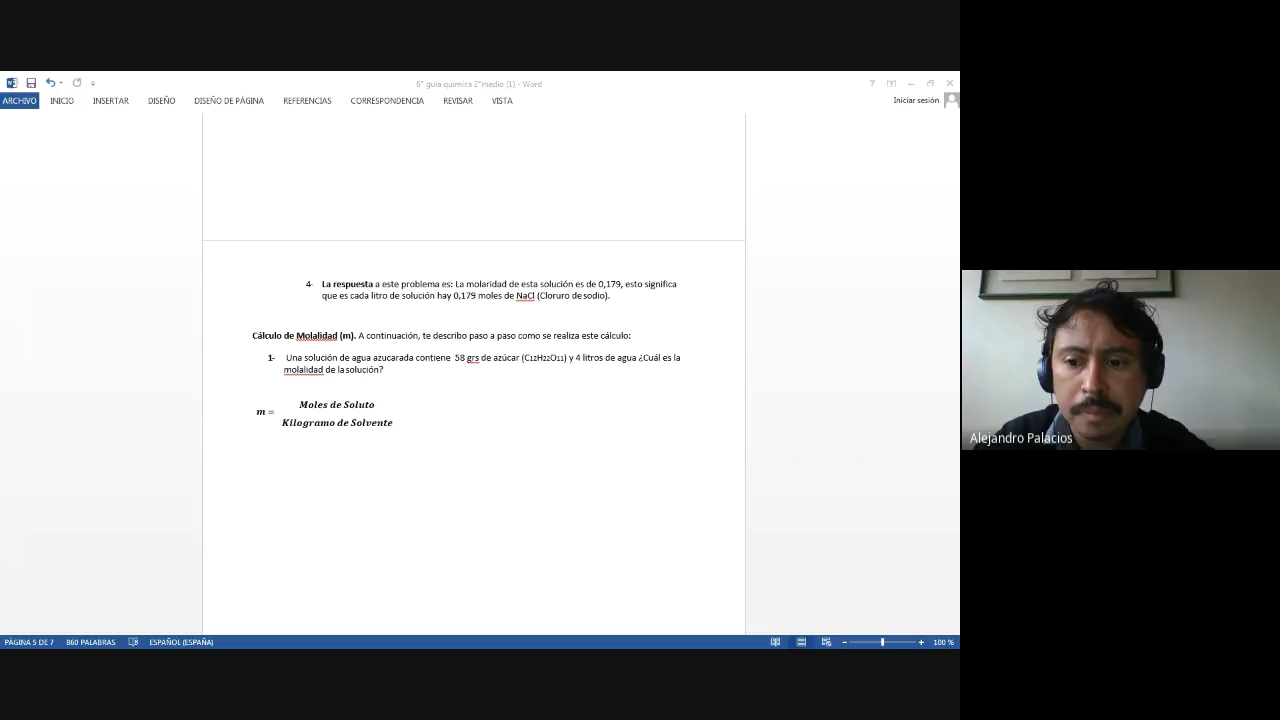 6° guia quimica 2°medio (1) - Word
ARCHIVO INICIO INSERTAR DISEÑO DISEÑO DE PÁGINA REFERENCIAS CORRESPONDENCIA REVISAR VISTA Iniciar sesión
4- La respuesta a este problema es: La molaridad de esta solución es de 0,179, esto significa
que es cada litro de solución hay 0,179 moles de NaCl (Cloruro de sodio).
Cálculo de Molalidad (m). A continuación, te describo paso a paso como se realiza este cálculo:
1- Una solución de agua azucarada contiene 58 grs de azúcar (C12H22O11) y 4 litros de agua ¿Cuál es la
molalidad de la solución?
Moles de Soluto
m =
Kilogramo de Solvente
Alejandro Palacios
PÁGINA 5 DE 7 860 PALABRAS ESPAÑOL (ESPAÑA) 100 %